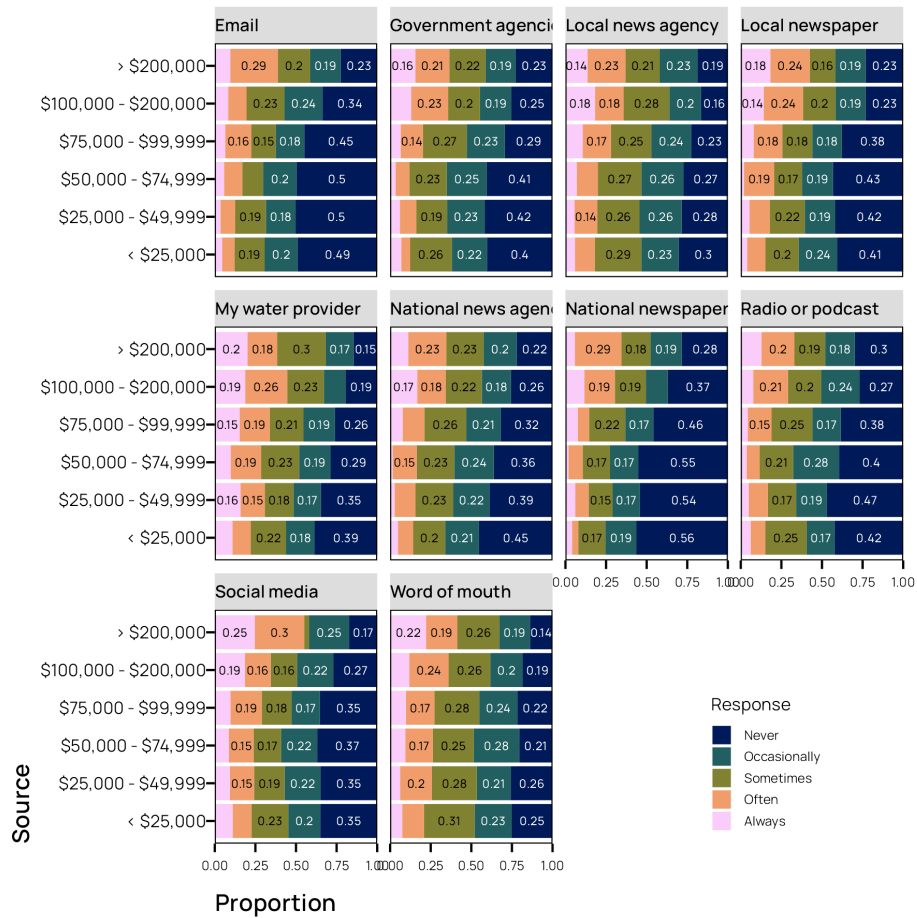 Email Government agencie Local news agency Local newspaper
> $200,000 0.29 0.2 0.19 0.23 0.16 0.21 0.22 0.19 0.23 0.14 0.23 0.21 0.23 0.19 0.18 0.24 0.16 0.19 0.23
$100,000 - $200,000 0.23 0.24 0.34 0.23 0.2 0.19 0.25 0.18 0.18 0.28 0.2 0.16 0.14 0.24 0.2 0.19 0.23
$75,000 - $99,999 0.16 0.15 0.18 0.45 0.14 0.27 0.23 0.29 0.17 0.25 0.24 0.23 0.18 0.18 0.18 0.38
$50,000 - $74,999 0.2 0.5 0.23 0.25 0.41 0.27 0.26 0.27 0.19 0.17 0.19 0.43
$25,000 - $49,999 0.19 0.18 0.5 0.19 0.23 0.42 0.14 0.26 0.26 0.28 0.22 0.19 0.42
< $25,000 0.19 0.2 0.49 0.26 0.22 0.4 0.29 0.23 0.3 0.2 0.24 0.41
My water provider National news agen National newspaper Radio or podcast
> $200,000 0.2 0.18 0.3 0.17 0.15 0.23 0.23 0.2 0.22 0.29 0.18 0.19 0.28 0.2 0.19 0.18 0.3
$100,000 - $200,000 0.19 0.26 0.23 0.19 0.17 0.18 0.22 0.18 0.26 0.19 0.19 0.37 0.21 0.2 0.24 0.27
$75,000 - $99,999 0.15 0.19 0.21 0.19 0.26 0.26 0.21 0.32 0.22 0.17 0.46 0.15 0.25 0.17 0.38
$50,000 - $74,999 0.19 0.23 0.19 0.29 0.15 0.23 0.24 0.36 0.17 0.17 0.55 0.21 0.28 0.4
$25,000 - $49,999 0.16 0.15 0.18 0.17 0.35 0.23 0.22 0.39 0.15 0.17 0.54 0.17 0.19 0.47
< $25,000 0.22 0.18 0.39 0.2 0.21 0.45 0.17 0.19 0.56 0.25 0.17 0.42
0.00 0.25 0.50 0.75 1.00 0.00 0.25 0.50 0.75 1.00
Social media Word of mouth
> $200,000 0.25 0.3 0.25 0.17 0.22 0.19 0.26 0.19 0.14
$100,000 - $200,000 0.19 0.16 0.16 0.22 0.27 0.24 0.26 0.2 0.19
$75,000 - $99,999 0.19 0.18 0.17 0.35 0.17 0.28 0.24 0.22
$50,000 - $74,999 0.15 0.17 0.22 0.37 0.17 0.25 0.28 0.21
$25,000 - $49,999 0.15 0.19 0.22 0.35 0.2 0.28 0.21 0.26
< $25,000 0.23 0.2 0.35 0.31 0.23 0.25
0.00 0.25 0.50 0.75 1.00 0.00 0.25 0.50 0.75 1.00
Source
Proportion
Response
Never
Occasionally
Sometimes
Often
Always